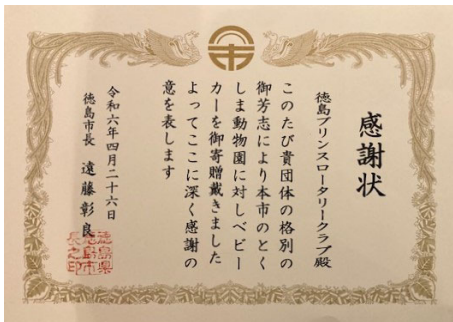 感謝状
徳島プリンスロータリークラブ殿
このたび貴団体の格別の
御芳志により本市のとく
しま動物園に対しベビー
カーを御寄贈戴きました
よってここに深く感謝の
意を表します
令和六年四月二十六日
徳島市長 遠藤彰良
徳島県
徳島市
長之印